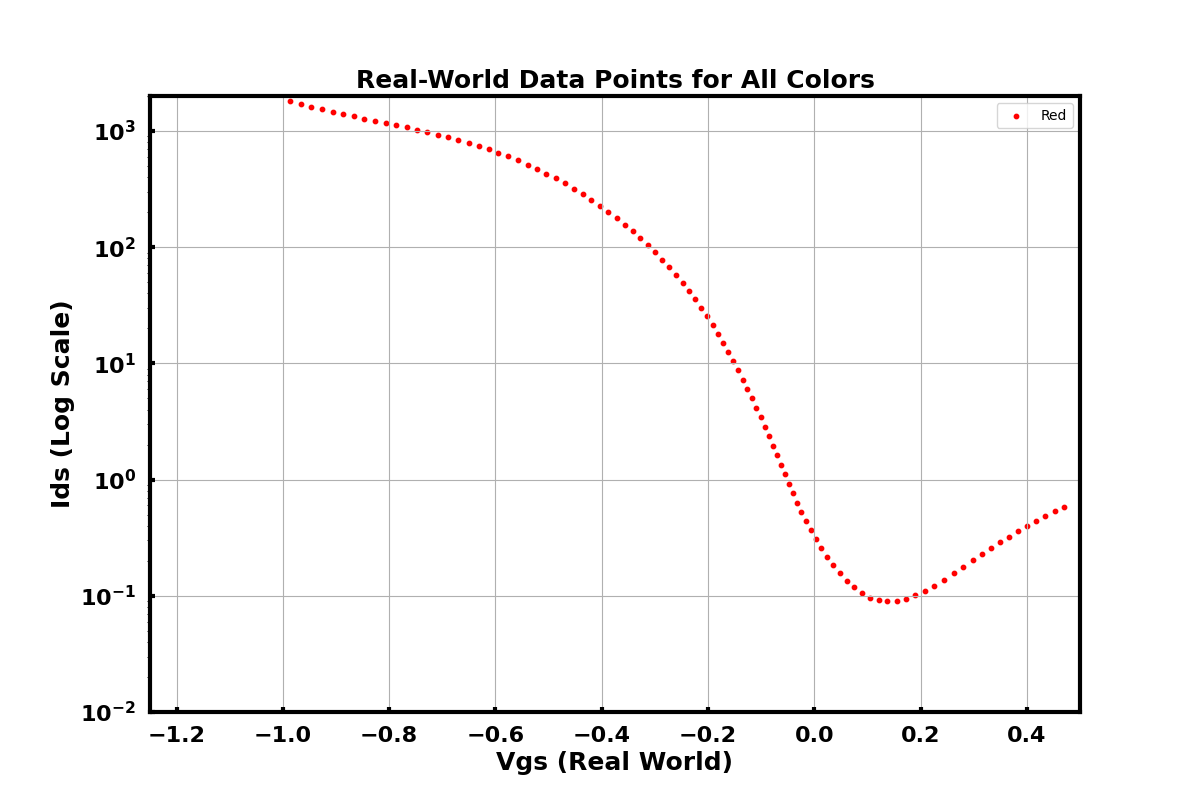 Real-World Data Points for All Colors
Red
10³
10²
10¹
10⁰
10⁻¹
10⁻²
Ids (Log Scale)
−1.2 −1.0 −0.8 −0.6 −0.4 −0.2 0.0 0.2 0.4
Vgs (Real World)